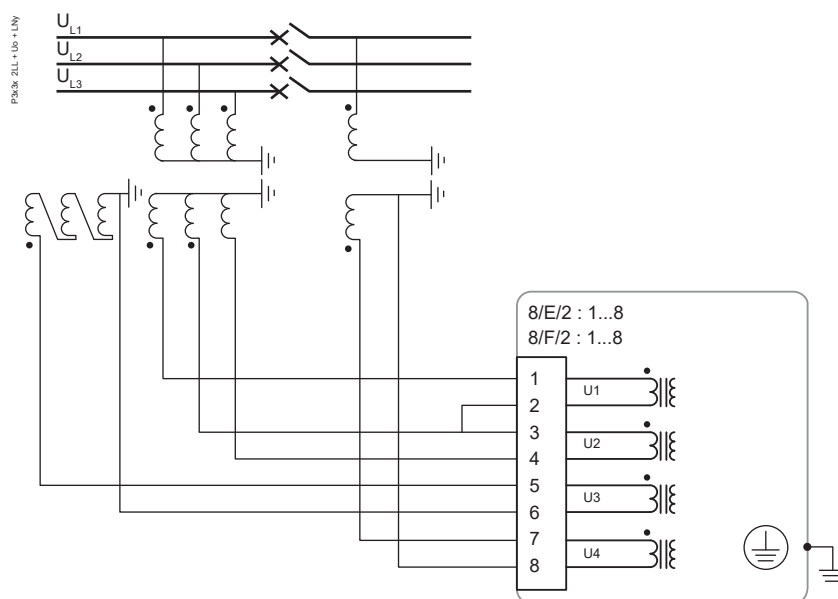 P3x3x 2LL + Uo + LNy
UL1
UL2
UL3
8/E/2 : 1...8
8/F/2 : 1...8
1
U1
2
3
U2
4
5
U3
6
7
U4
8